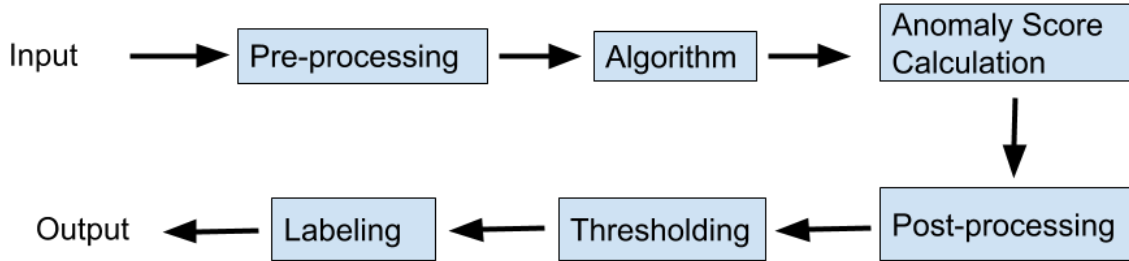 Input
Pre-processing
Algorithm
Anomaly Score
Calculation
Post-processing
Thresholding
Labeling
Output